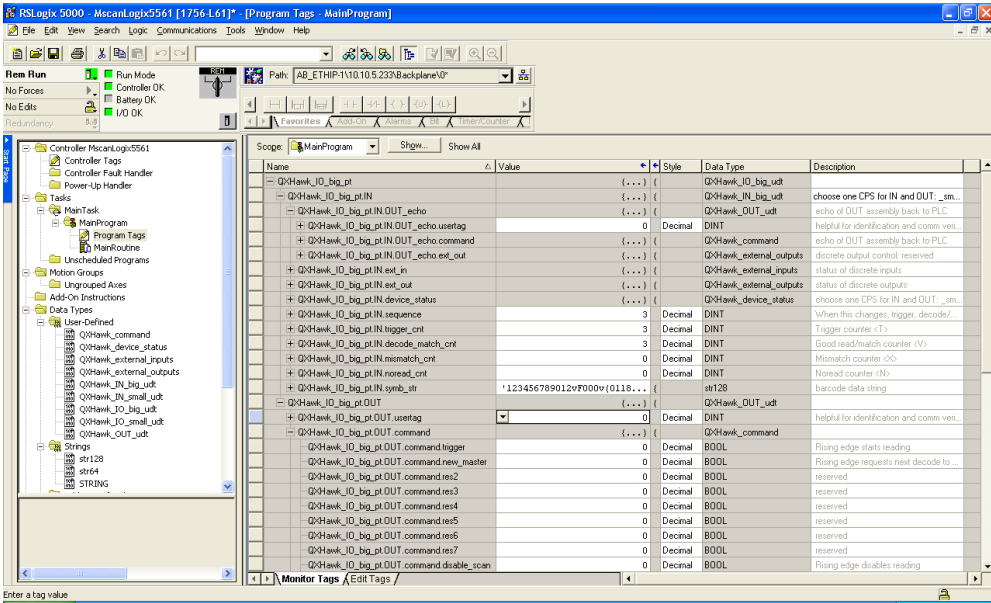 RSLogix 5000 - MscanLogix5561 [1756-L61]* - [Program Tags - MainProgram]
File Edit View Search Logic Communications Tools Window Help
Rem Run
Run Mode
REM
Path: AB_ETHIP-1\10.10.5.233\Backplane\0*
No Forces
Controller OK
Battery OK
No Edits
I/O OK
Redundancy
Favorites Add-On Alarms Bit Timer/Counter
Start Page
Controller MscanLogix5561
Controller Tags
Controller Fault Handler
Power-Up Handler
Tasks
MainTask
MainProgram
Program Tags
MainRoutine
Unscheduled Programs
Motion Groups
Ungrouped Axes
Add-On Instructions
Data Types
User-Defined
QXHawk_command
QXHawk_device_status
QXHawk_external_inputs
QXHawk_external_outputs
QXHawk_IN_big_udt
QXHawk_IN_small_udt
QXHawk_IO_big_udt
QXHawk_IO_small_udt
QXHawk_OUT_udt
Strings
str128
str64
STRING
Scope: MainProgram Show... Show All
Name Value Style Data Type Description
QXHawk_IO_big_pt {...} { QXHawk_IO_big_udt
QXHawk_IO_big_pt.IN {...} { QXHawk_IN_big_udt choose one CPS for IN and OUT: _sm...
QXHawk_IO_big_pt.IN.OUT_echo {...} { QXHawk_OUT_udt echo of OUT assembly back to PLC
QXHawk_IO_big_pt.IN.OUT_echo.usertag 0 Decimal DINT helpful for identification and comm veri...
QXHawk_IO_big_pt.IN.OUT_echo.command {...} { QXHawk_command echo of OUT assembly back to PLC
QXHawk_IO_big_pt.IN.OUT_echo.ext_out {...} { QXHawk_external_outputs discrete output control: reserved
QXHawk_IO_big_pt.IN.ext_in {...} { QXHawk_external_inputs status of discrete inputs
QXHawk_IO_big_pt.IN.ext_out {...} { QXHawk_external_outputs status of discrete outputs
QXHawk_IO_big_pt.IN.device_status {...} { QXHawk_device_status choose one CPS for IN and OUT: _sm...
QXHawk_IO_big_pt.IN.sequence 3 Decimal DINT When this changes, trigger, decode/...
QXHawk_IO_big_pt.IN.trigger_cnt 3 Decimal DINT Trigger counter <T>
QXHawk_IO_big_pt.IN.decode_match_cnt 3 Decimal DINT Good read/match counter <V>
QXHawk_IO_big_pt.IN.mismatch_cnt 0 Decimal DINT Mismatch counter <X>
QXHawk_IO_big_pt.IN.noread_cnt 0 Decimal DINT Noread counter <N>
QXHawk_IO_big_pt.IN.symb_str '123456789012vF000v(0118... { str128 barcode data string
QXHawk_IO_big_pt.OUT {...} { QXHawk_OUT_udt
QXHawk_IO_big_pt.OUT.usertag 0 Decimal DINT helpful for identification and comm veri...
QXHawk_IO_big_pt.OUT.command {...} { QXHawk_command
QXHawk_IO_big_pt.OUT.command.trigger 0 Decimal BOOL Rising edge starts reading
QXHawk_IO_big_pt.OUT.command.new_master 0 Decimal BOOL Rising edge requests next decode to ...
QXHawk_IO_big_pt.OUT.command.res2 0 Decimal BOOL reserved
QXHawk_IO_big_pt.OUT.command.res3 0 Decimal BOOL reserved
QXHawk_IO_big_pt.OUT.command.res4 0 Decimal BOOL reserved
QXHawk_IO_big_pt.OUT.command.res5 0 Decimal BOOL reserved
QXHawk_IO_big_pt.OUT.command.res6 0 Decimal BOOL reserved
QXHawk_IO_big_pt.OUT.command.res7 0 Decimal BOOL reserved
QXHawk_IO_big_pt.OUT.command.disable_scan 0 Decimal BOOL Rising edge disables reading
Monitor Tags Edit Tags
Enter a tag value